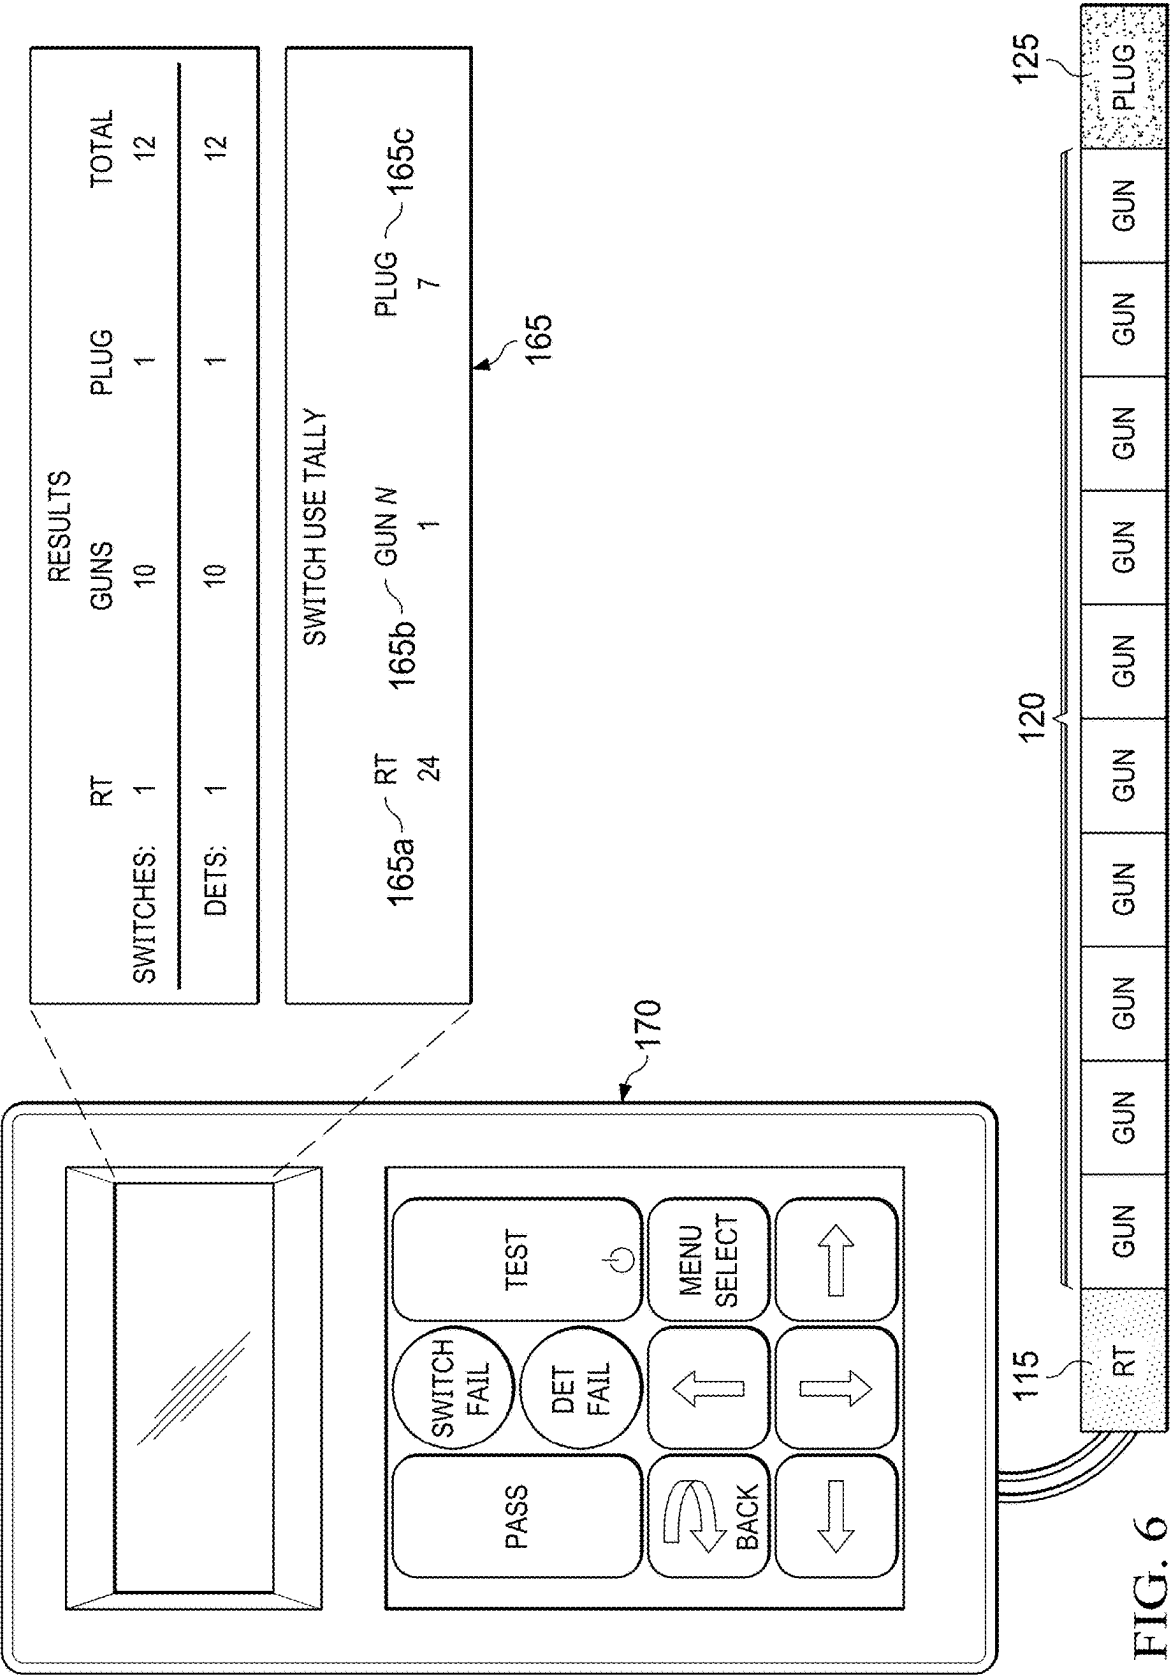 RESULTS
RT GUNS PLUG TOTAL
SWITCHES: 1 10 1 12
DETS: 1 10 1 12
SWITCH USE TALLY
165a RT 165b GUN N PLUG 165c
24 1 7
165
170
PASS
SWITCH
FAIL
DET
FAIL
TEST
BACK
MENU
SELECT
115
120
125
RT GUN GUN GUN GUN GUN GUN GUN GUN GUN GUN PLUG
FIG. 6